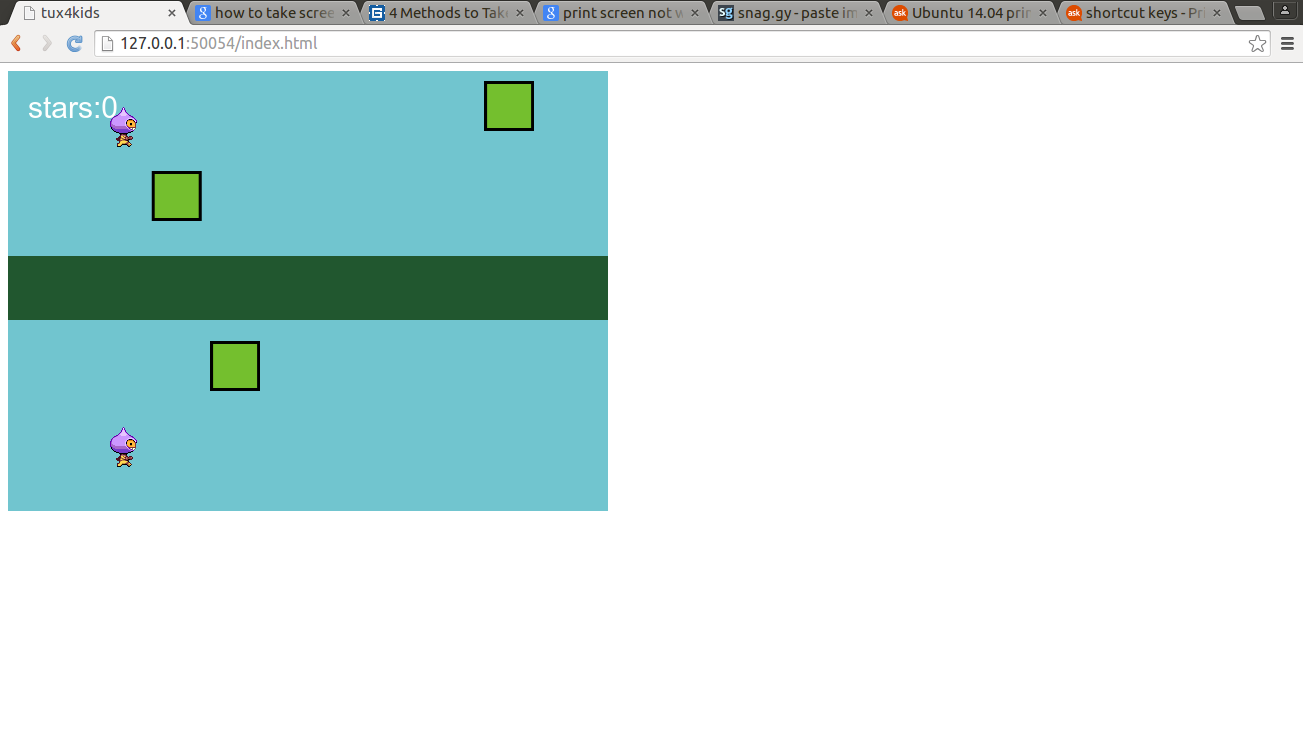 tux4kids
how to take scree
4 Methods to Tak
print screen not w
snag.gy - paste im
Ubuntu 14.04 prin
shortcut keys - Pri
127.0.0.1:50054/index.html
stars:0